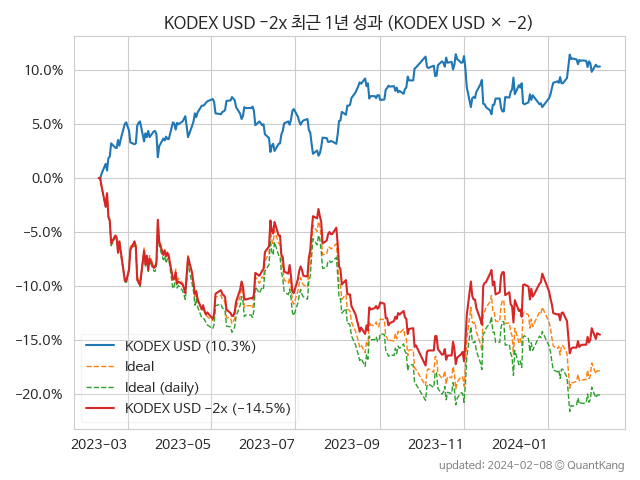 KODEX USD −2x 최근 1년 성과 (KODEX USD × −2)
10.0%
5.0%
0.0%
−5.0%
−10.0%
−15.0%
−20.0%
KODEX USD (10.3%)
Ideal
Ideal (daily)
KODEX USD −2x (−14.5%)
2023-03 2023-05 2023-07 2023-09 2023-11 2024-01
updated: 2024-02-08 © QuantKang